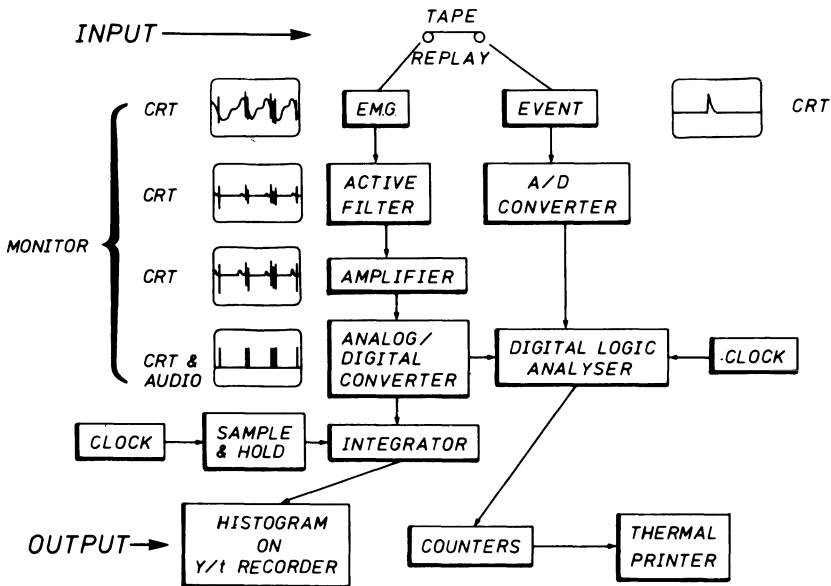 INPUT
TAPE
REPLAY
CRT
E.M.G.
EVENT
CRT
CRT
ACTIVE
FILTER
A/D
CONVERTER
MONITOR
CRT
AMPLIFIER
CRT &
AUDIO
ANALOG/
DIGITAL
CONVERTER
DIGITAL LOGIC
ANALYSER
CLOCK
CLOCK
SAMPLE
& HOLD
INTEGRATOR
OUTPUT
HISTOGRAM
ON
Y/t RECORDER
COUNTERS
THERMAL
PRINTER